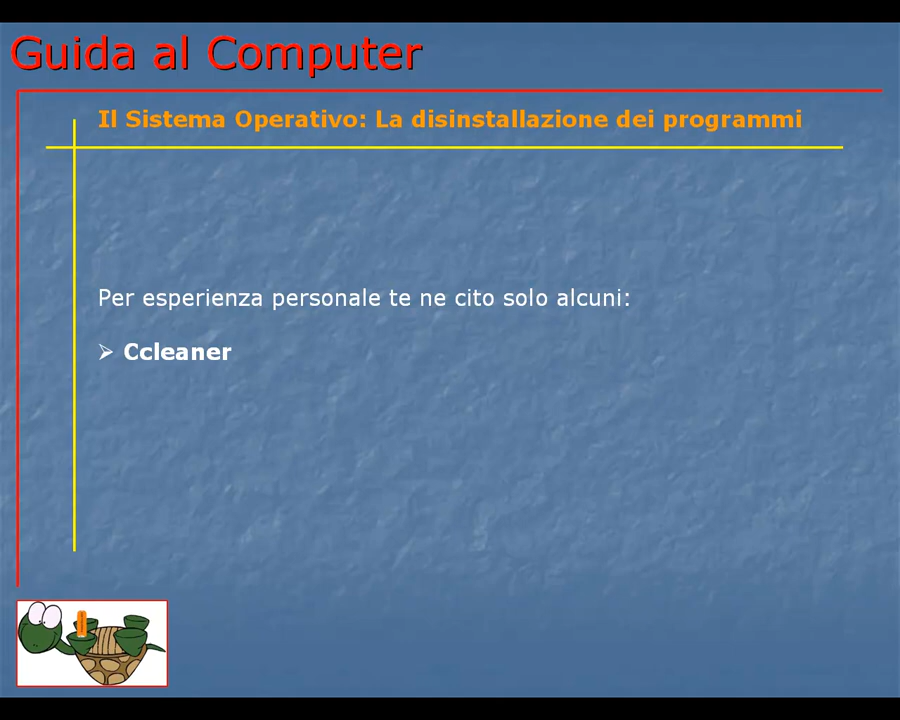 Guida al Computer
Il Sistema Operativo: La disinstallazione dei programmi
Per esperienza personale te ne cito solo alcuni:
➢ Ccleaner